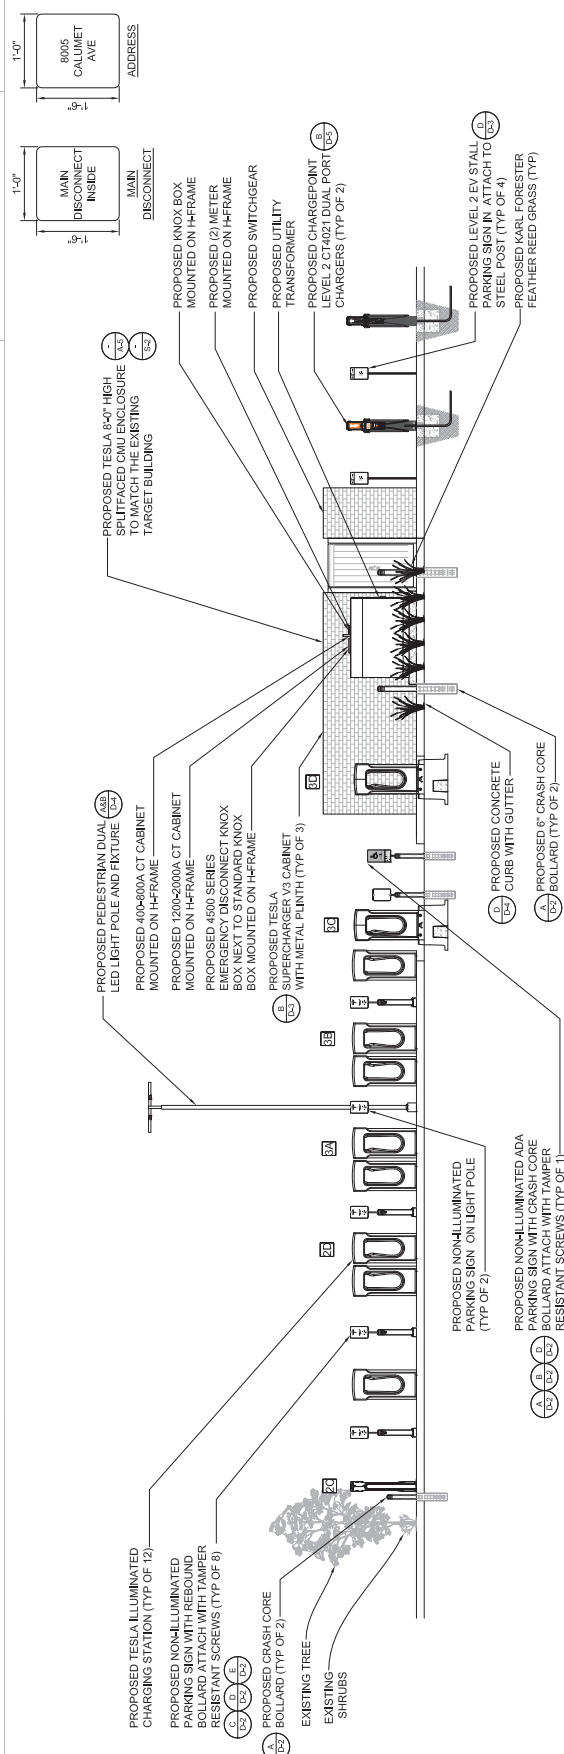 PROPOSED TESLA ILLUMINATED
CHARGING STATION (TYP OF 12)
PROPOSED NON-ILLUMINATED
PARKING SIGN WITH REBOUND
BOLLARD ATTACH WITH TAMPER
RESISTANT SCREWS (TYP OF 8)
C D E
D-2 D-2 D-2
A
D-2
PROPOSED CRASH CORE
BOLLARD (TYP OF 2)
EXISTING TREE
EXISTING
SHRUBS
PROPOSED PEDESTRIAN DUAL
LED LIGHT POLE AND FIXTURE
A&B
D-4
PROPOSED 400-800A CT CABINET
MOUNTED ON H-FRAME
PROPOSED 1200-2000A CT CABINET
MOUNTED ON H-FRAME
PROPOSED 4500 SERIES
EMERGENCY DISCONNECT KNOX
BOX NEXT TO STANDARD KNOX
BOX MOUNTED ON H-FRAME
B
D-3
PROPOSED TESLA
SUPERCHARGER V3 CABINET
WITH METAL PLINTH (TYP OF 3)
PROPOSED TESLA 8'-0" HIGH
SPLITFACED CMU ENCLOSURE
TO MATCH THE EXISTING
TARGET BUILDING
-
A-5
-
S-2
PROPOSED KNOX BOX
MOUNTED ON H-FRAME
PROPOSED (2) METER
MOUNTED ON H-FRAME
PROPOSED SWITCHGEAR
PROPOSED UTILITY
TRANSFORMER
PROPOSED CHARGEPOINT
LEVEL 2 CT4021 DUAL PORT
CHARGERS (TYP OF 2)
B
D-5
1'-0"
1'-6"
MAIN
DISCONNECT
INSIDE
MAIN
DISCONNECT
1'-0"
1'-6"
8005
CALUMET
AVE
ADDRESS
2C
2D
3A
3B
3C
3D
PROPOSED NON-ILLUMINATED
PARKING SIGN ON LIGHT POLE
(TYP OF 2)
A B D
D-2 D-2 D-2
PROPOSED NON-ILLUMINATED ADA
PARKING SIGN WITH CRASH CORE
BOLLARD ATTACH WITH TAMPER
RESISTANT SCREWS (TYP OF 1)
D
D-4
PROPOSED CONCRETE
CURB WITH GUTTER
A
D-2
PROPOSED 6" CRASH CORE
BOLLARD (TYP OF 2)
PROPOSED LEVEL 2 EV STALL
PARKING SIGN IN ATTACH TO
STEEL POST (TYP OF 4)
D
D-3
PROPOSED KARL FORESTER
FEATHER REED GRASS (TYP)